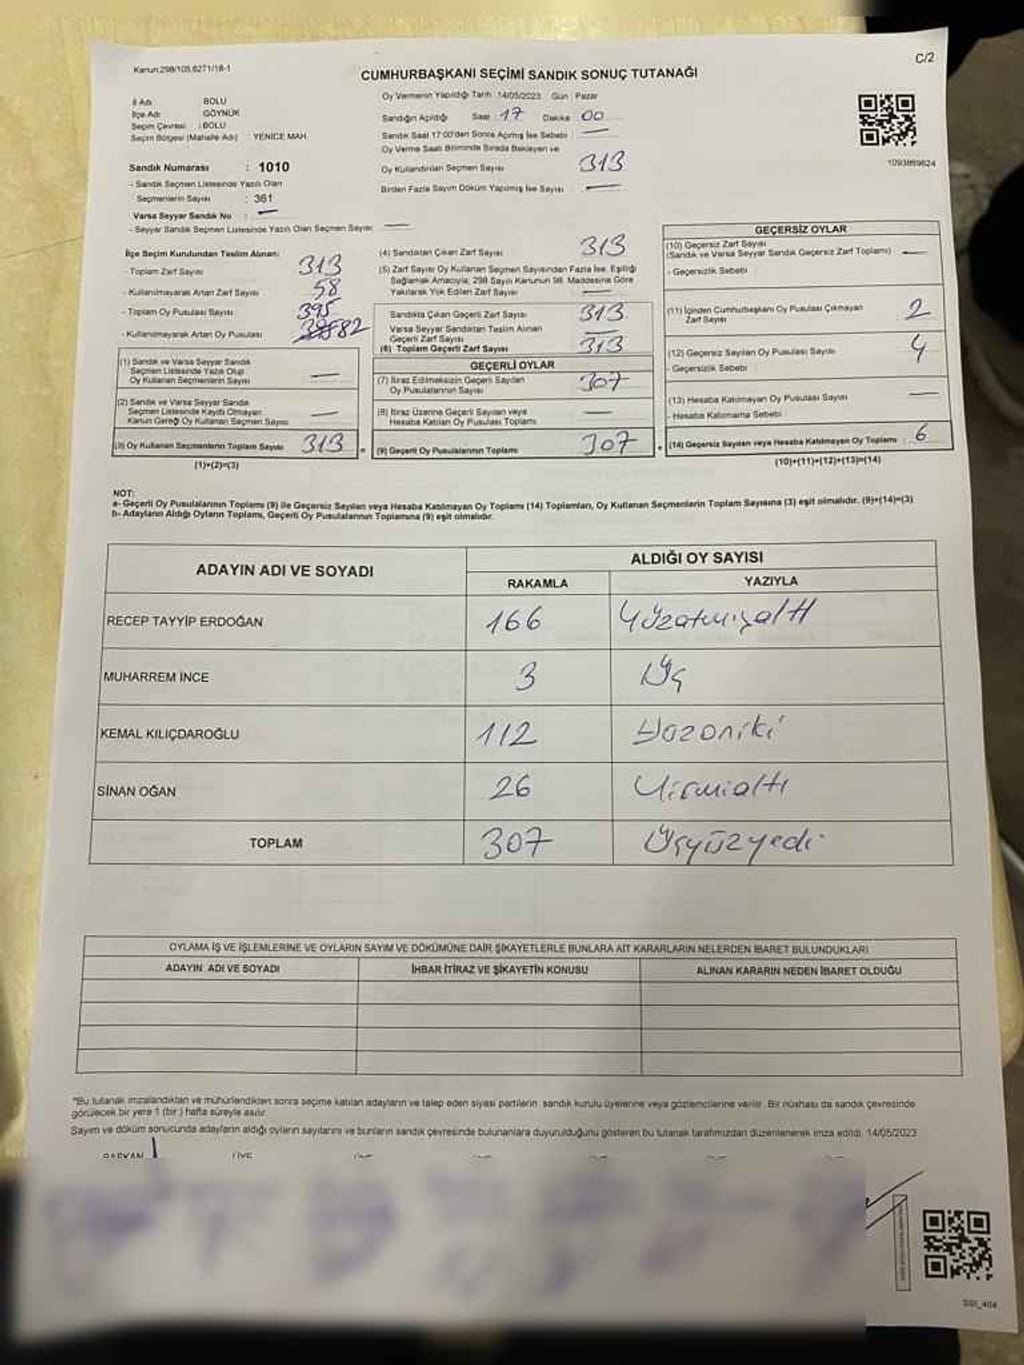 Kanun:298/105,6271/18-1
C/2
CUMHURBAŞKANI SEÇİMİ SANDIK SONUÇ TUTANAĞI
İl Adı BOLU
İlçe Adı GÖYNÜK
Seçim Çevresi : BOLU
Seçim Bölgesi (Mahalle Adı) : YENİCE MAH.
Sandık Numarası : 1010
- Sandık Seçmen Listesinde Yazılı Olan
Seçmenlerin Sayısı : 361
Varsa Seyyar Sandık No : —
- Seyyar Sandık Seçmen Listesinde Yazılı Olan Seçmen Sayısı: —
Oy Vermenin Yapıldığı Tarih :14/05/2023 Gün : Pazar
Sandığın Açıldığı Saat : 17 Dakika : 00
Sandık Saat 17:00'den Sonra Açılmış İse Sebebi : —
Oy Verme Saati Bitiminde Sırada Bekleyen ve
Oy Kullandırılan Seçmen Sayısı : 313
Birden Fazla Sayım Döküm Yapılmış İse Sayısı : —
1093869624
İlçe Seçim Kurulundan Teslim Alınan:
- Toplam Zarf Sayısı : 313
- Kullanılmayarak Artan Zarf Sayısı : 58
- Toplam Oy Pusulası Sayısı : 395
- Kullanılmayarak Artan Oy Pusulası : 82
(1) Sandık ve Varsa Seyyar Sandık
Seçmen Listesinde Yazılı Olup
Oy Kullanan Seçmenlerin Sayısı : —
(2) Sandık ve Varsa Seyyar Sandık
Seçmen Listesinde Kayıtlı Olmayan
Kanun Gereği Oy Kullanan Seçmen Sayısı : —
(3) Oy Kullanan Seçmenlerin Toplam Sayısı : 313
(1)+(2)=(3)
(4) Sandıktan Çıkan Zarf Sayısı : 313
(5) Zarf Sayısı Oy Kullanan Seçmen Sayısından Fazla İse, Eşitliği
Sağlamak Amacıyla; 298 Sayılı Kanunun 98. Maddesine Göre
Yakılarak Yok Edilen Zarf Sayısı : —
Sandıkta Çıkan Geçerli Zarf Sayısı : 313
Varsa Seyyar Sandıktan Teslim Alınan
Geçerli Zarf Sayısı : —
(6) Toplam Geçerli Zarf Sayısı : 313
GEÇERLİ OYLAR
(7) İtiraz Edilmeksizin Geçerli Sayılan
Oy Pusulalarının Sayısı : 307
(8) İtiraz Üzerine Geçerli Sayılan veya
Hesaba Katılan Oy Pusulası Toplamı : —
(9) Geçerli Oy Pusulalarının Toplamı : 307
GEÇERSİZ OYLAR
(10) Geçersiz Zarf Sayısı
(Sandık ve Varsa Seyyar Sandık Geçersiz Zarf Toplamı) : —
- Geçersizlik Sebebi
(11) İçinden Cumhurbaşkanı Oy Pusulası Çıkmayan
Zarf Sayısı : 2
(12) Geçersiz Sayılan Oy Pusulası Sayısı : 4
- Geçersizlik Sebebi
(13) Hesaba Katılmayan Oy Pusulası Sayısı : —
- Hesaba Katılmama Sebebi
(14) Geçersiz Sayılan veya Hesaba Katılmayan Oy Toplamı : 6
(10)+(11)+(12)+(13)=(14)
NOT:
a- Geçerli Oy Pusulalarının Toplamı (9) ile Geçersiz Sayılan veya Hesaba Katılmayan Oy Toplamı (14) Toplamları, Oy Kullanan Seçmenlerin Toplam Sayısına (3) eşit olmalıdır. (9)+(14)=(3)
b- Adayların Aldığı Oyların Toplamı, Geçerli Oy Pusulalarının Toplamına (9) eşit olmalıdır.
ADAYIN ADI VE SOYADI
ALDIĞI OY SAYISI
RAKAMLA YAZIYLA
RECEP TAYYİP ERDOĞAN 166 Yüzatmışaltı
MUHARREM İNCE 3 Üç
KEMAL KILIÇDAROĞLU 112 Yüzoniki
SİNAN OĞAN 26 Yirmialtı
TOPLAM 307 Üçyüzyedi
OYLAMA İŞ VE İŞLEMLERİNE VE OYLARIN SAYIM VE DÖKÜMÜNE DAİR ŞİKAYETLERLE BUNLARA AİT KARARLARIN NELERDEN İBARET BULUNDUKLARI
ADAYIN ADI VE SOYADI İHBAR İTİRAZ VE ŞİKAYETİN KONUSU ALINAN KARARIN NEDEN İBARET OLDUĞU
*Bu tutanak imzalandıktan ve mühürlendikten sonra seçime katılan adayların ve talep eden siyasi partilerin sandık kurulu üyelerine veya gözlemcilerine verilir. Bir nüshası da sandık çevresinde
görülecek bir yere 1 (bir) hafta süreyle asılır.
Sayım ve döküm sonucunda adayların aldığı oyların sayılarını ve bunların sandık çevresinde bulunanlara duyurulduğunu gösteren bu tutanak tarafımızdan düzenlenerek imza edildi. 14/05/2023
BAŞKAN ÜYE